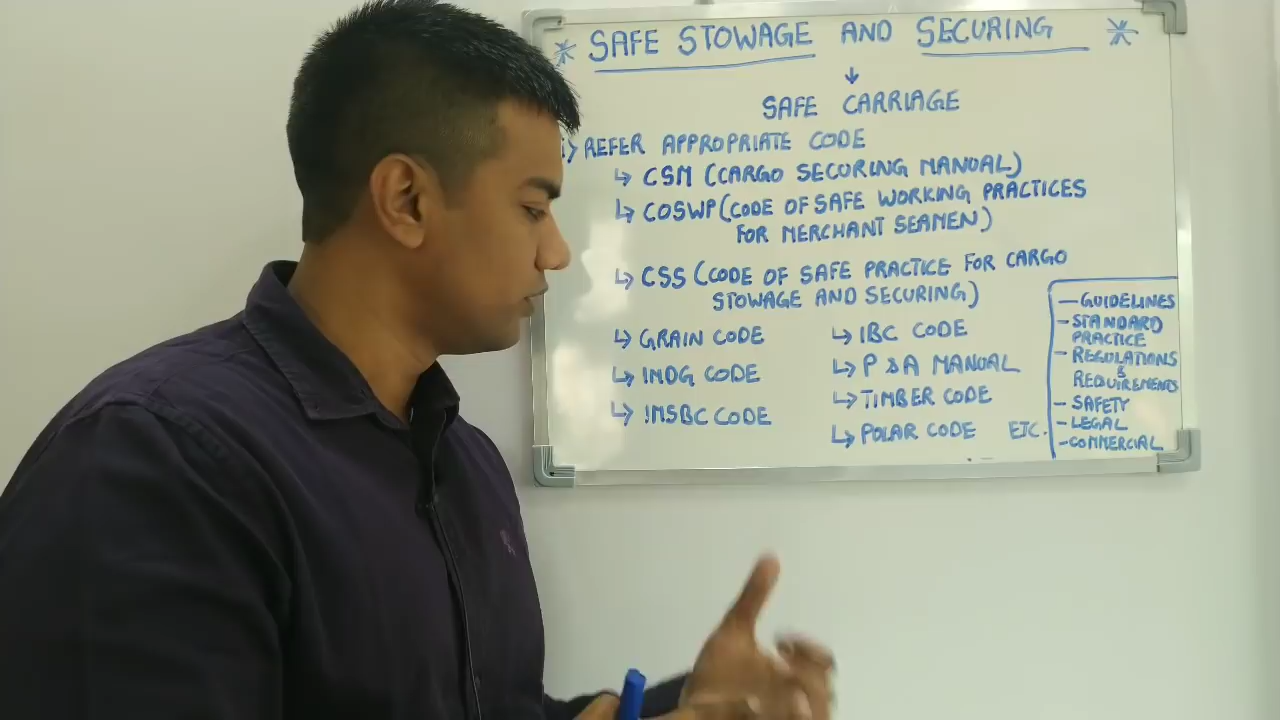 * SAFE STOWAGE AND SECURING *
↓
SAFE CARRIAGE
i) REFER APPROPRIATE CODE
↳ CSM (CARGO SECURING MANUAL)
↳ COSWP (CODE OF SAFE WORKING PRACTICES
FOR MERCHANT SEAMEN)
↳ CSS (CODE OF SAFE PRACTICE FOR CARGO
STOWAGE AND SECURING)
↳ GRAIN CODE
↳ IMDG CODE
↳ IMSBC CODE
↳ IBC CODE
↳ P & A MANUAL
↳ TIMBER CODE
↳ POLAR CODE ETC.
- GUIDELINES
- STANDARD
PRACTICE
- REGULATIONS
&
REQUIREMENTS
- SAFETY
- LEGAL
- COMMERCIAL